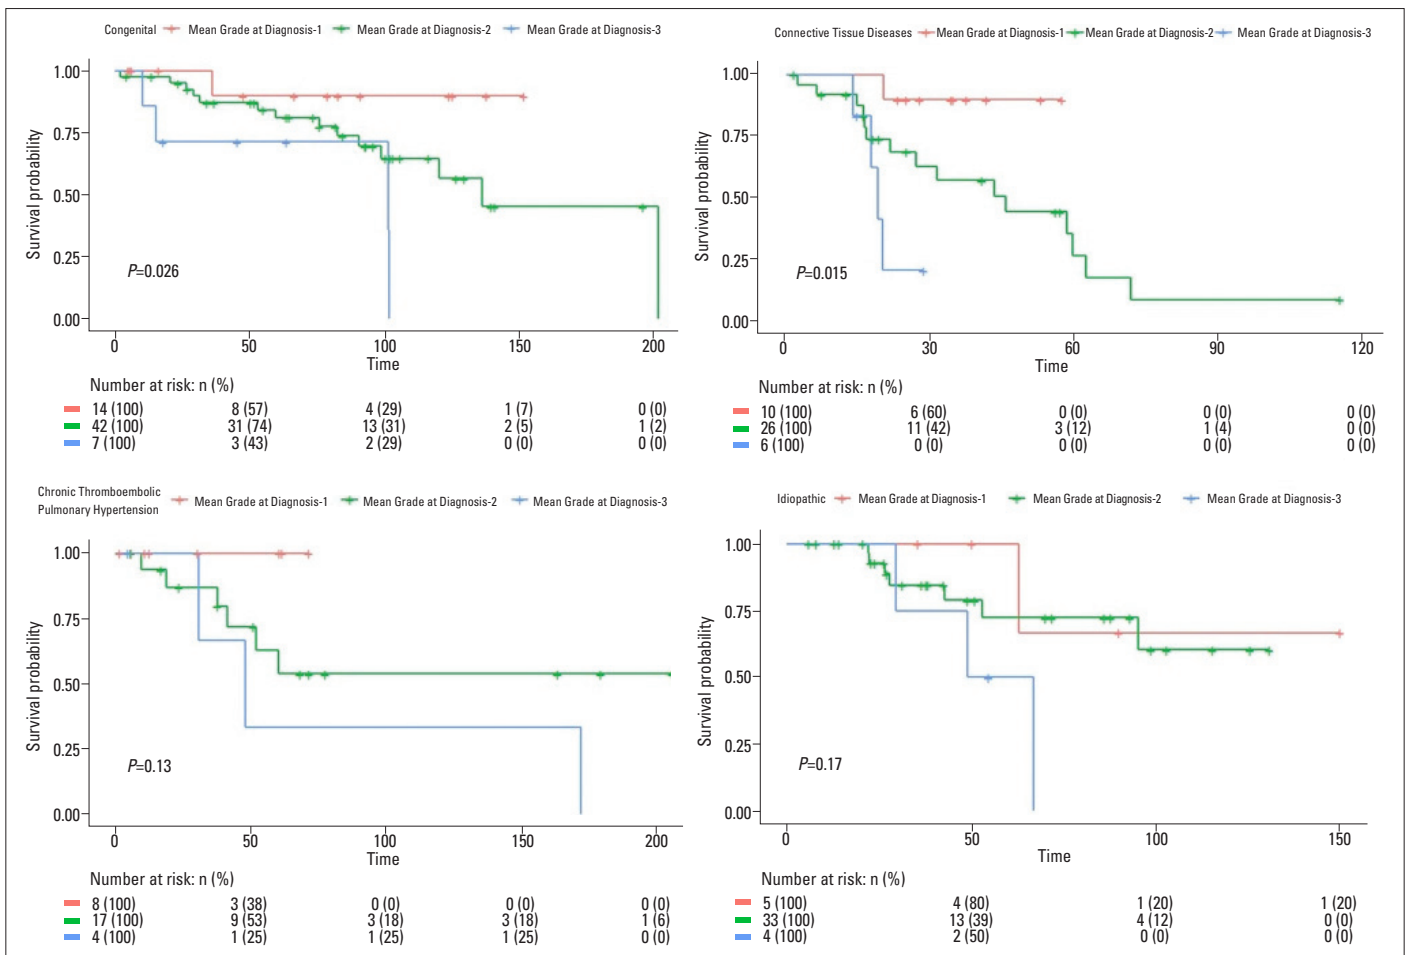 Congenital Mean Grade at Diagnosis-1 Mean Grade at Diagnosis-2 Mean Grade at Diagnosis-3
Survival probability
1.00
0.75
0.50
0.25
0.00
P=0.026
0 50 100 150 200
Time
Number at risk: n (%)
14 (100) 8 (57) 4 (29) 1 (7) 0 (0)
42 (100) 31 (74) 13 (31) 2 (5) 1 (2)
7 (100) 3 (43) 2 (29) 0 (0) 0 (0)
Connective Tissue Diseases Mean Grade at Diagnosis-1 Mean Grade at Diagnosis-2 Mean Grade at Diagnosis-3
Survival probability
1.00
0.75
0.50
0.25
0.00
P=0.015
0 30 60 90 120
Time
Number at risk: n (%)
10 (100) 6 (60) 0 (0) 0 (0) 0 (0)
26 (100) 11 (42) 3 (12) 1 (4) 0 (0)
6 (100) 0 (0) 0 (0) 0 (0) 0 (0)
Chronic Thromboembolic
Pulmonary Hypertension Mean Grade at Diagnosis-1 Mean Grade at Diagnosis-2 Mean Grade at Diagnosis-3
Survival probability
1.00
0.75
0.50
0.25
0.00
P=0.13
0 50 100 150 200
Time
Number at risk: n (%)
8 (100) 3 (38) 0 (0) 0 (0) 0 (0)
17 (100) 9 (53) 3 (18) 3 (18) 1 (6)
4 (100) 1 (25) 1 (25) 1 (25) 0 (0)
Idiopathic Mean Grade at Diagnosis-1 Mean Grade at Diagnosis-2 Mean Grade at Diagnosis-3
Survival probability
1.00
0.75
0.50
0.25
0.00
P=0.17
0 50 100 150
Time
Number at risk: n (%)
5 (100) 4 (80) 1 (20) 1 (20)
33 (100) 13 (39) 4 (12) 0 (0)
4 (100) 2 (50) 0 (0) 0 (0)